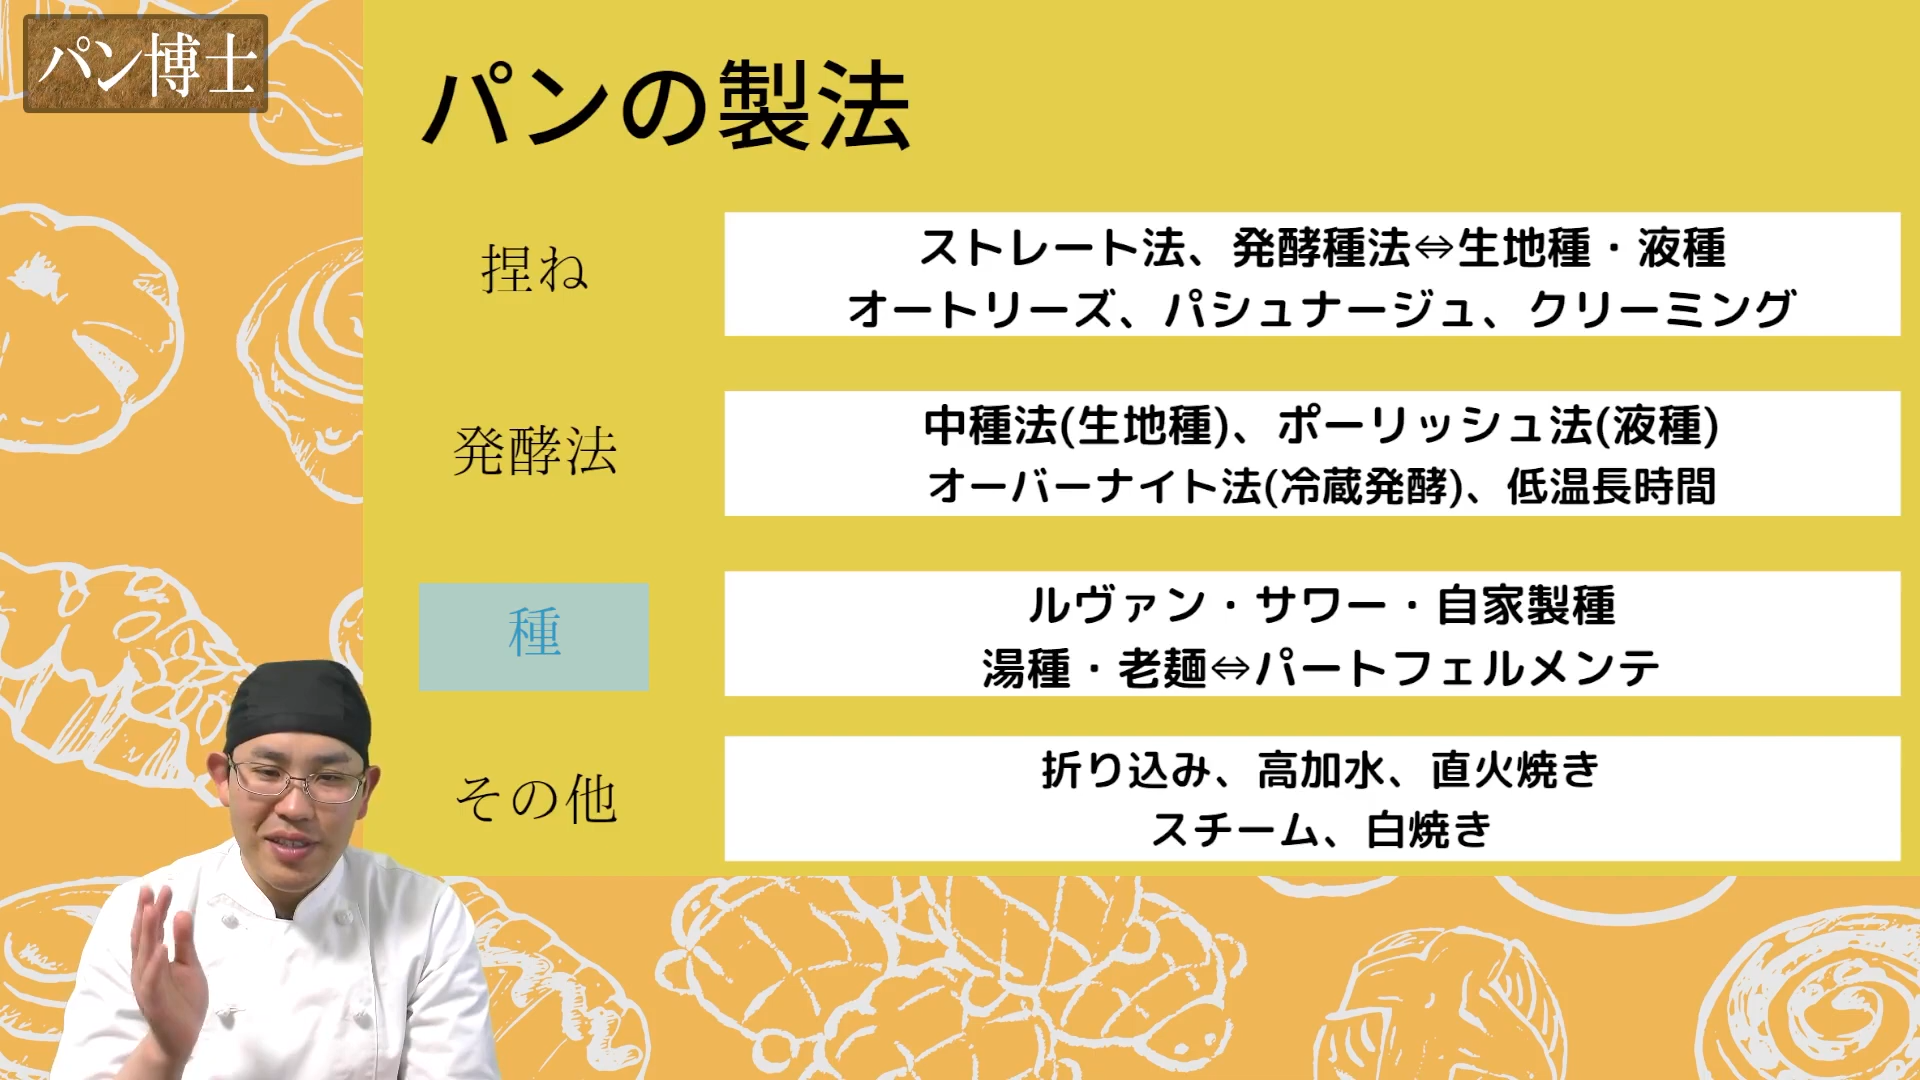 パン博士
パンの製法
捏ね
ストレート法、発酵種法⇔生地種・液種
オートリーズ、パシュナージュ、クリーミング
発酵法
中種法(生地種)、ポーリッシュ法(液種)
オーバーナイト法(冷蔵発酵)、低温長時間
種
ルヴァン・サワー・自家製種
湯種・老麺⇔パートフェルメンテ
その他
折り込み、高加水、直火焼き
スチーム、白焼き